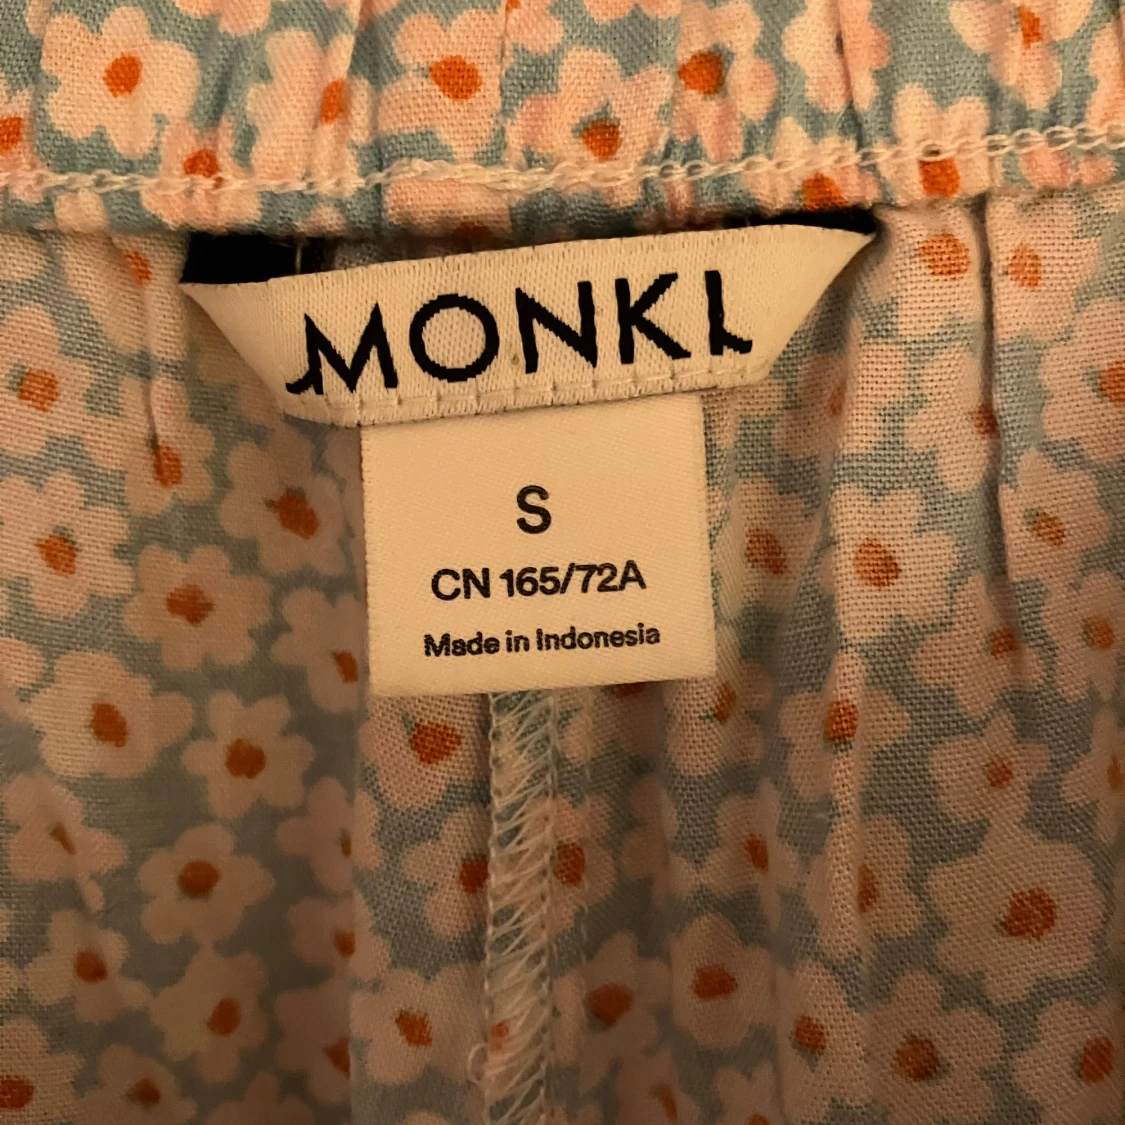 MONKI
S
CN 165/72A
Made in Indonesia